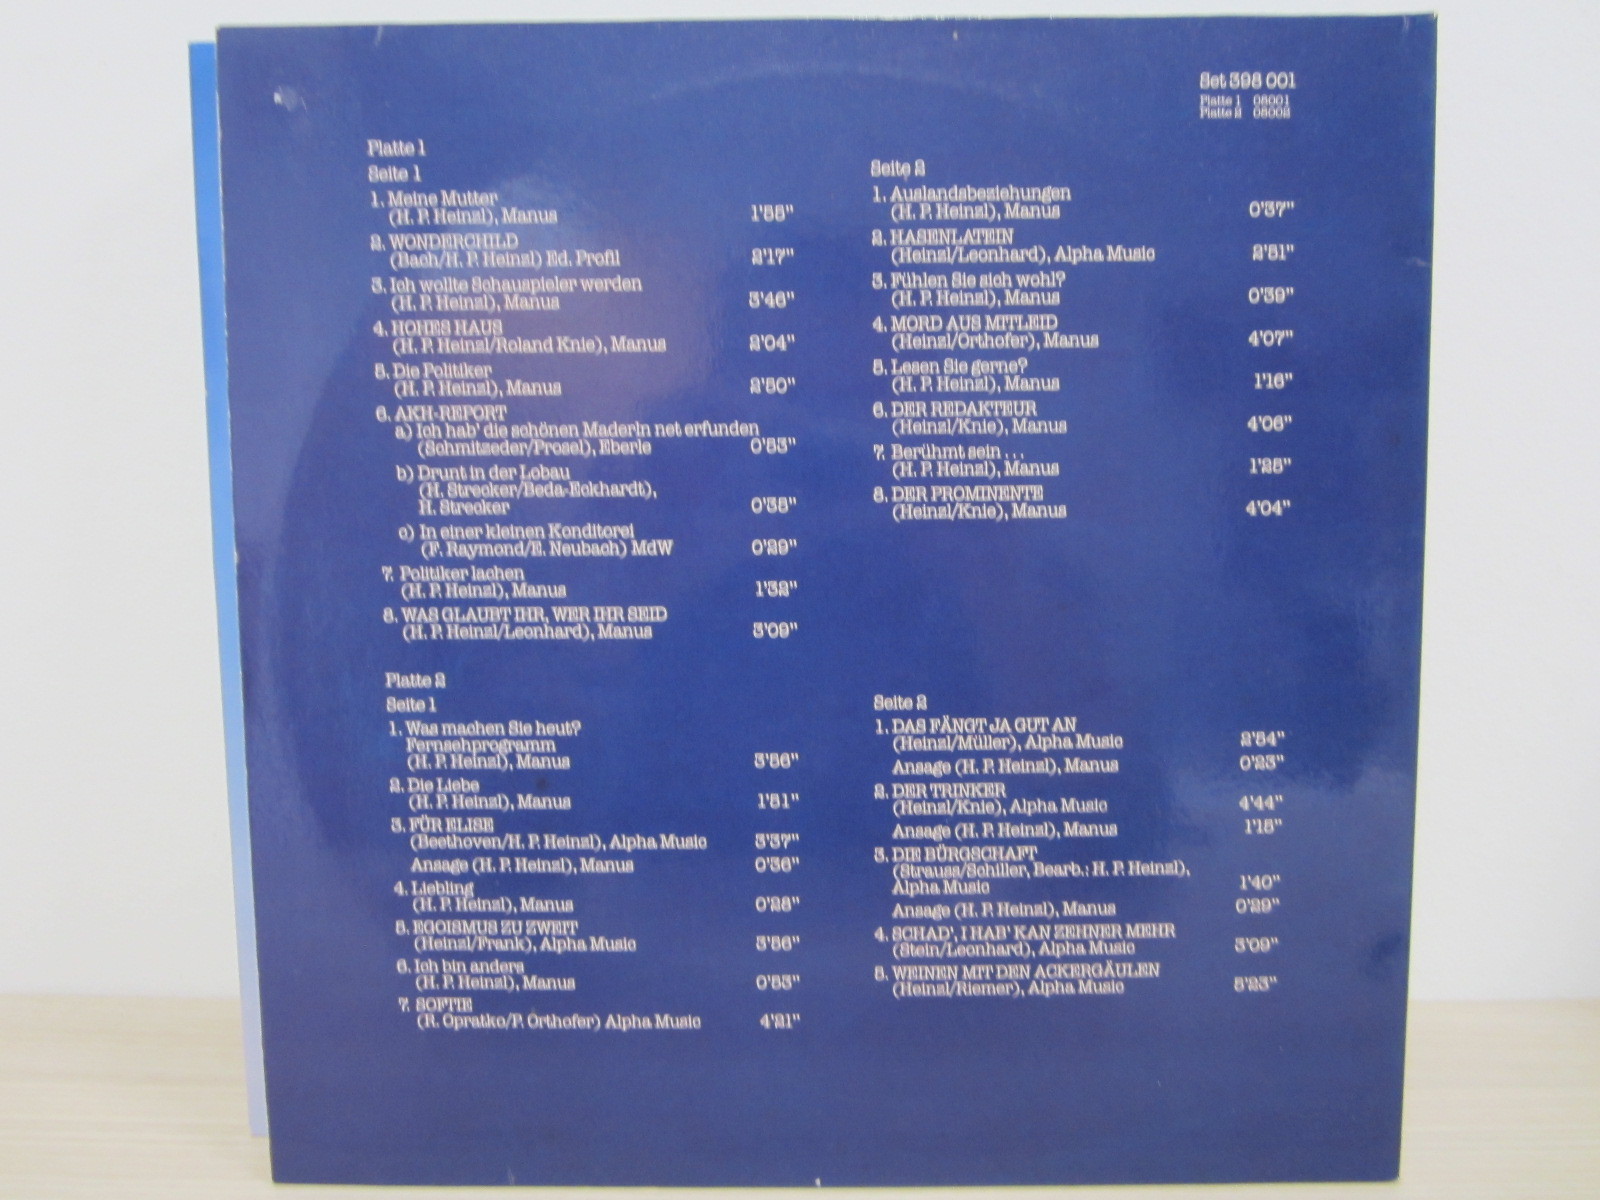 Set 398 001
Platte 1 08001
Platte 2 08002
Platte 1
Seite 1
1. Meine Mutter
(H. P. Heinzl), Manus 1'55"
2. WONDERCHILD
(Bach/H. P. Heinzl) Ed. Profil 2'17"
3. Ich wollte Schauspieler werden
(H. P. Heinzl), Manus 3'46"
4. HOHES HAUS
(H. P. Heinzl/Roland Knie), Manus 2'04"
5. Die Politiker
(H. P. Heinzl), Manus 2'50"
6. AKH-REPORT
a) Ich hab' die schönen Maderln net erfunden
(Schmitzeder/Prosel), Eberle 0'53"
b) Drunt in der Lobau
(H. Strecker/Beda-Eckhardt),
H. Strecker 0'35"
c) In einer kleinen Konditorei
(F. Raymond/E. Neubach) MdW 0'29"
7. Politiker lachen
(H. P. Heinzl), Manus 1'32"
8. WAS GLAUBT IHR, WER IHR SEID
(H. P. Heinzl/Leonhard), Manus 3'09"
Seite 2
1. Auslandsbeziehungen
(H. P. Heinzl), Manus 0'37"
2. HASENLATEIN
(Heinzl/Leonhard), Alpha Music 2'51"
3. Fühlen Sie sich wohl?
(H. P. Heinzl), Manus 0'39"
4. MORD AUS MITLEID
(Heinzl/Orthofer), Manus 4'07"
5. Lesen Sie gerne?
(H. P. Heinzl), Manus 1'16"
6. DER REDAKTEUR
(Heinzl/Knie), Manus 4'06"
7. Berühmt sein . . .
(H. P. Heinzl), Manus 1'25"
8. DER PROMINENTE
(Heinzl/Knie), Manus 4'04"
Platte 2
Seite 1
1. Was machen Sie heut?
Fernsehprogramm
(H. P. Heinzl), Manus 3'56"
2. Die Liebe
(H. P. Heinzl), Manus 1'51"
3. FÜR ELISE
(Beethoven/H. P. Heinzl), Alpha Music 3'37"
Ansage (H. P. Heinzl), Manus 0'36"
4. Liebling
(H. P. Heinzl), Manus 0'28"
5. EGOISMUS ZU ZWEIT
(Heinzl/Frank), Alpha Music 3'56"
6. Ich bin anders
(H. P. Heinzl), Manus 0'53"
7. SOFTIE
(R. Opratko/P. Orthofer) Alpha Music 4'21"
Seite 2
1. DAS FÄNGT JA GUT AN
(Heinzl/Müller), Alpha Music 2'54"
Ansage (H. P. Heinzl), Manus 0'23"
2. DER TRINKER
(Heinzl/Knie), Alpha Music 4'44"
Ansage (H. P. Heinzl), Manus 1'15"
3. DIE BÜRGSCHAFT
(Strauss/Schiller, Bearb.: H. P. Heinzl),
Alpha Music 1'40"
Ansage (H. P. Heinzl), Manus 0'29"
4. SCHAD', I HAB' KAN ZEHNER MEHR
(Stein/Leonhard), Alpha Music 3'09"
5. WEINEN MIT DEN ACKERGÄULEN
(Heinzl/Riemer), Alpha Music 5'23"